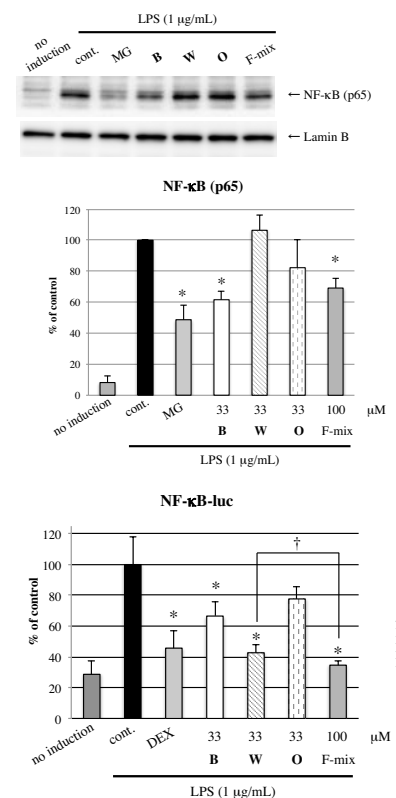 LPS (1 µg/mL)
no induction cont. MG B W O F-mix
← NF-κB (p65)
← Lamin B
NF-κB (p65)
% of control
120
100
80
60
40
20
0
* * *
no induction cont. MG 33 33 33 100 µM
B W O F-mix
LPS (1 µg/mL)
NF-κB-luc
% of control
120
100
80
60
40
20
0
†
* * * *
no induction cont. DEX 33 33 33 100 µM
B W O F-mix
LPS (1 µg/mL)